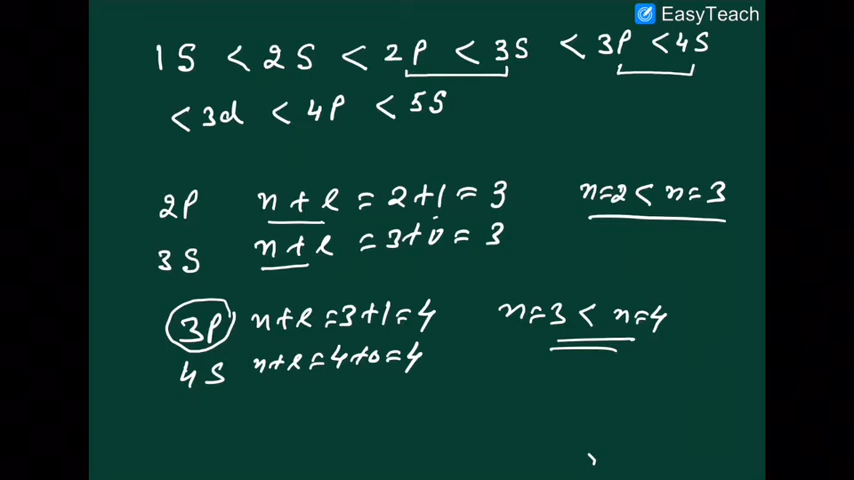 EasyTeach
1S < 2S < 2P < 3S < 3P < 4S
< 3d < 4P < 5S
2P n + l = 2+1 = 3 n=2 < n=3
3S n + l = 3+0 = 3
3P n+l = 3+1 = 4 n=3 < n=4
4S n+l = 4+0 = 4